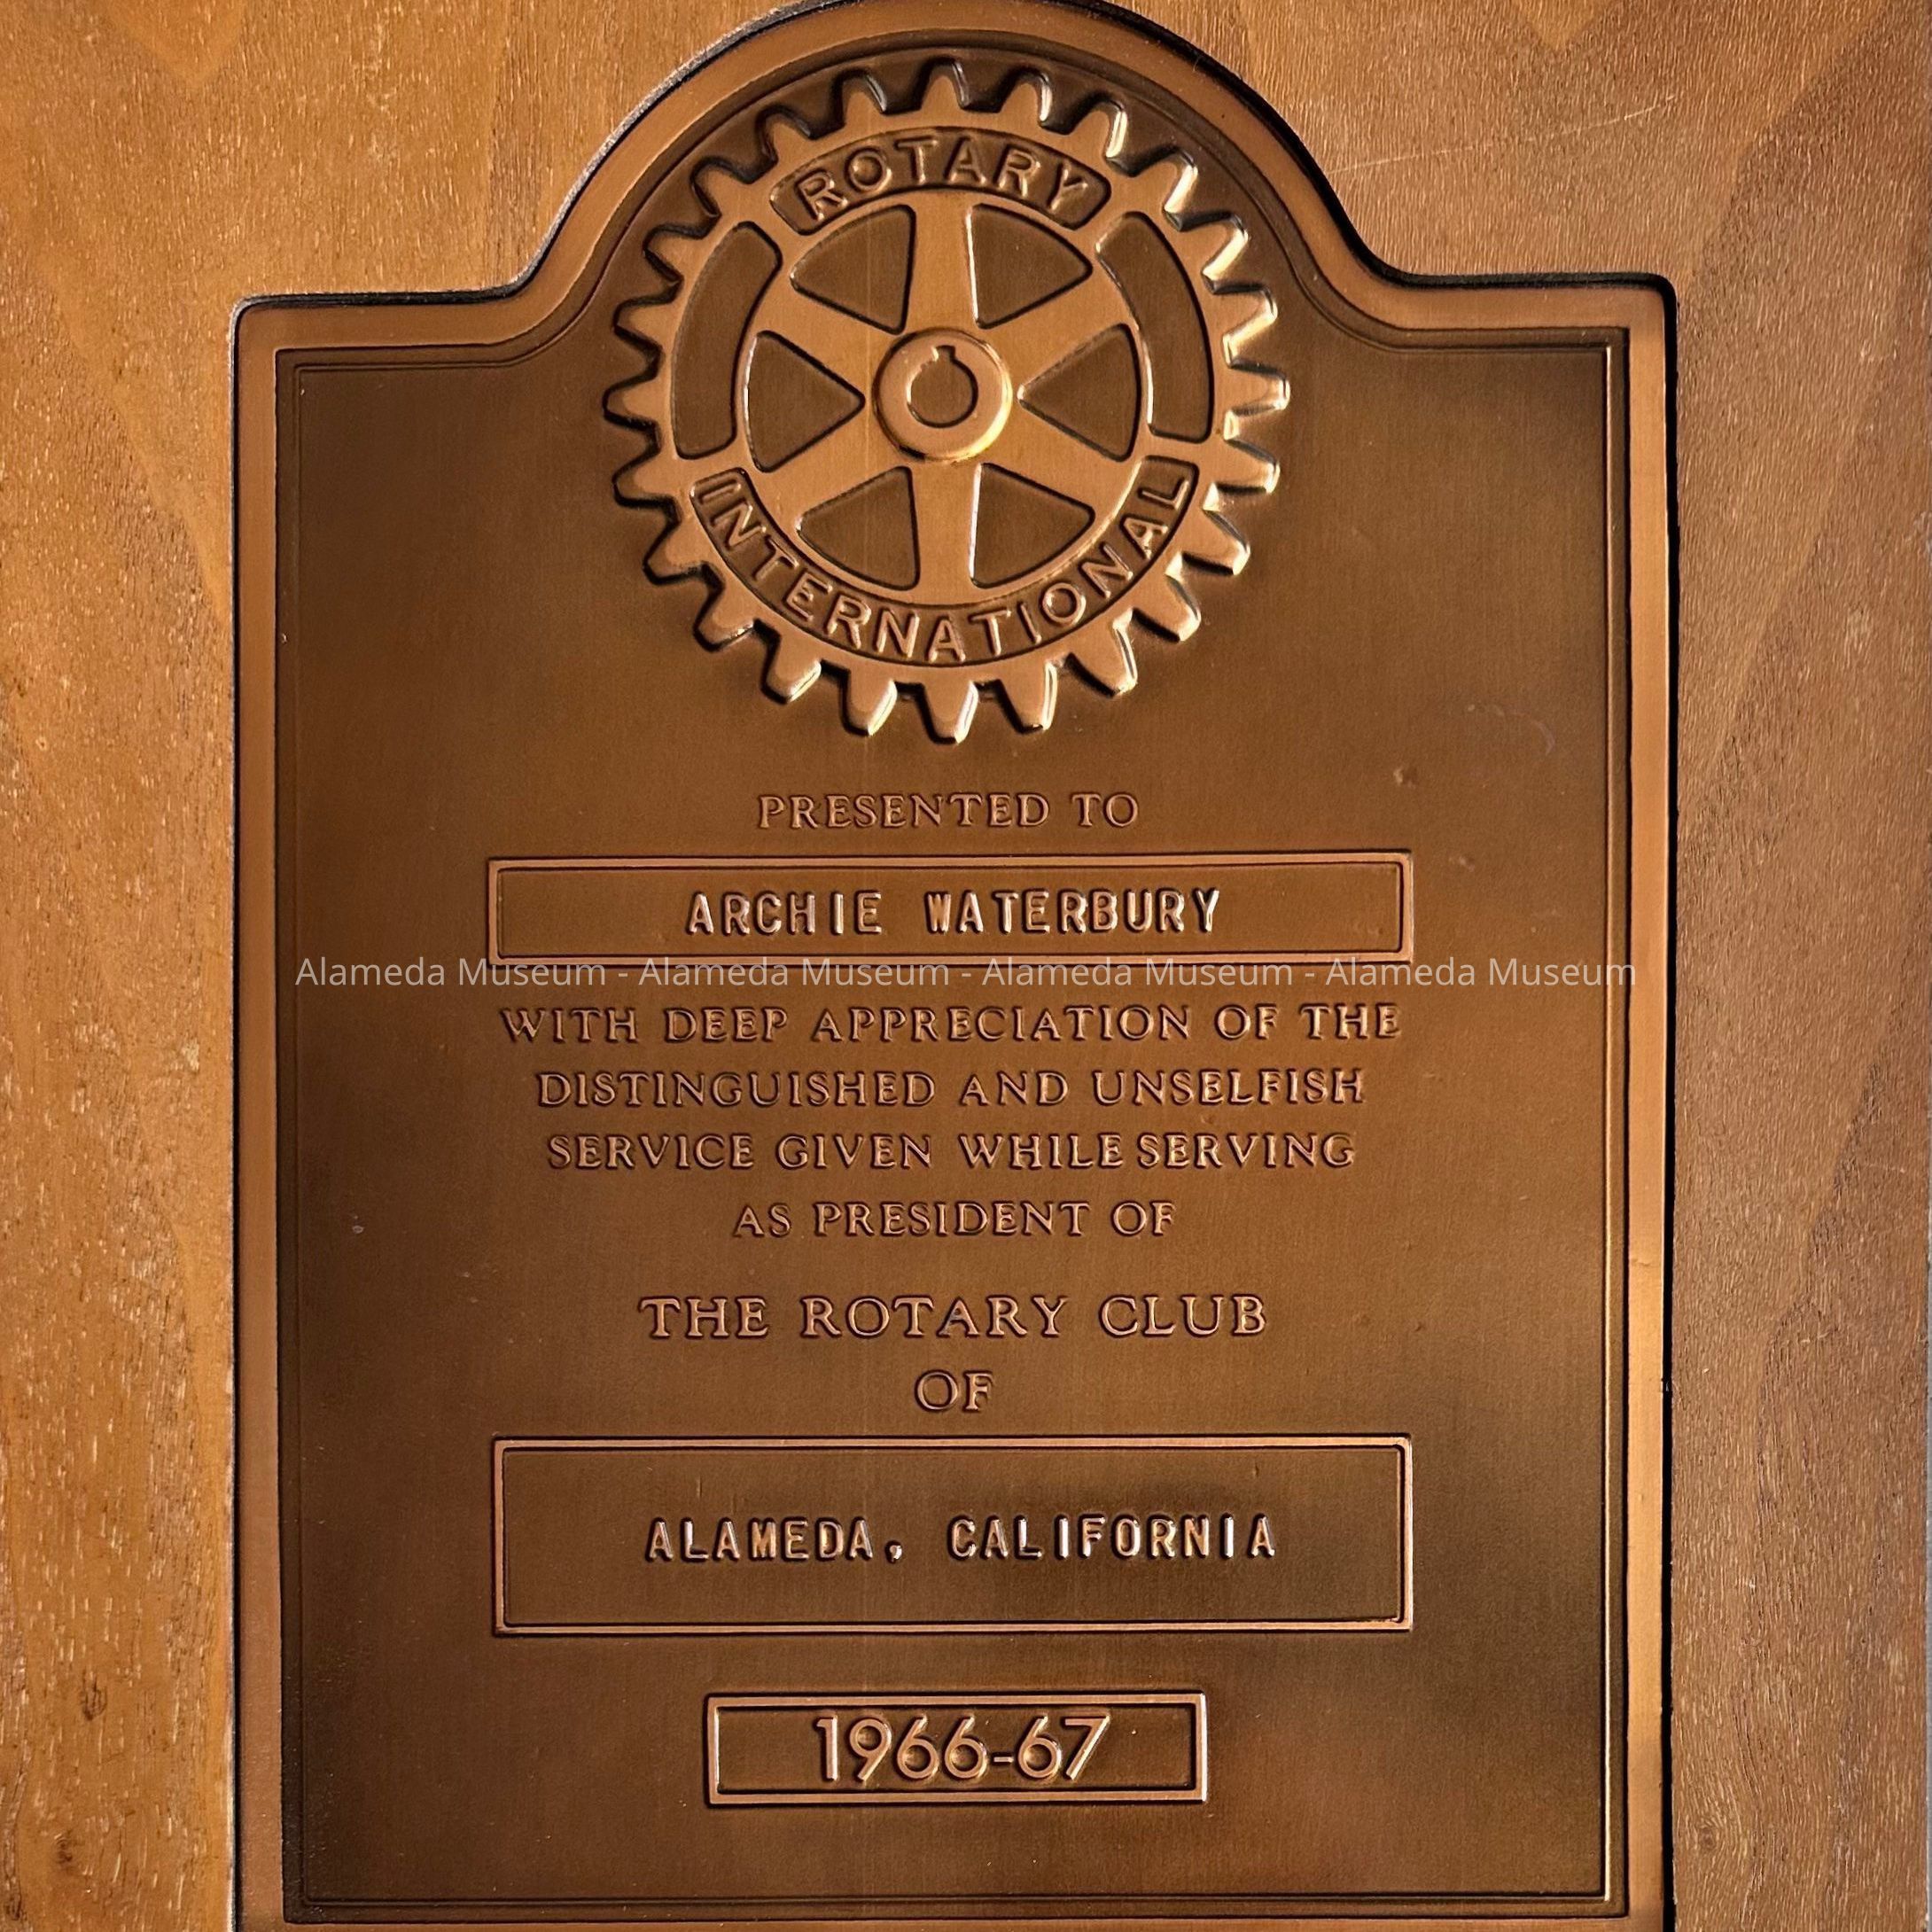 ROTARY
INTERNATIONAL
PRESENTED TO
ARCHIE WATERBURY
Alameda Museum - Alameda Museum - Alameda Museum - Alameda Museum
WITH DEEP APPRECIATION OF THE
DISTINGUISHED AND UNSELFISH
SERVICE GIVEN WHILE SERVING
AS PRESIDENT OF
THE ROTARY CLUB
OF
ALAMEDA, CALIFORNIA
1966-67